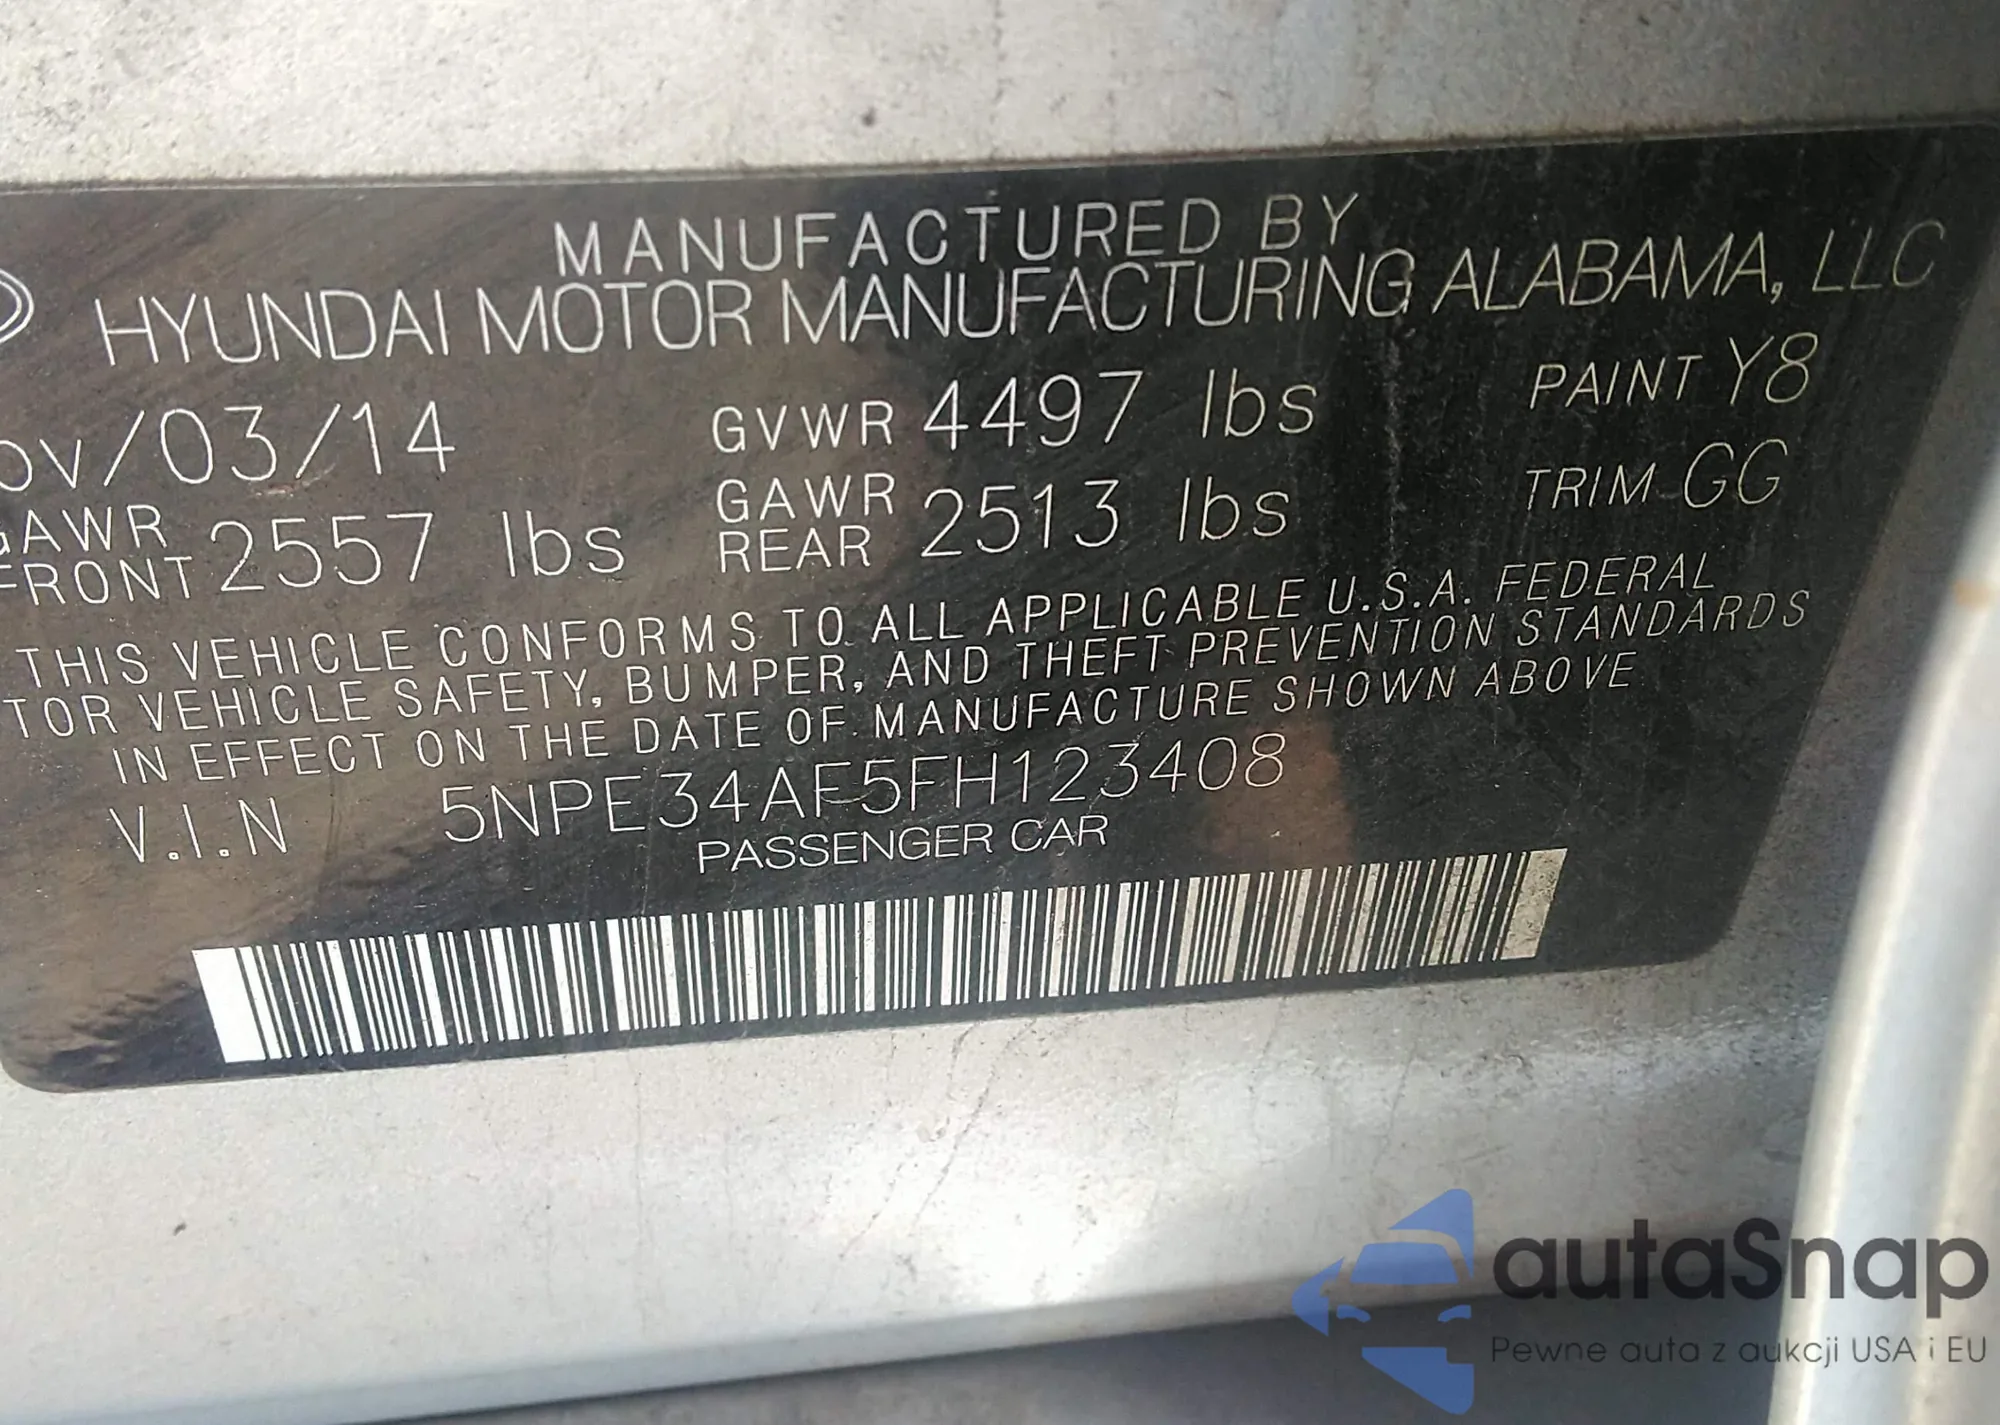 MANUFACTURED BY
HYUNDAI MOTOR MANUFACTURING ALABAMA, LLC
OV/03/14 GVWR 4497 lbs PAINT Y8
GAWR FRONT 2557 lbs GAWR REAR 2513 lbs TRIM GG
THIS VEHICLE CONFORMS TO ALL APPLICABLE U.S.A. FEDERAL
TOR VEHICLE SAFETY, BUMPER, AND THEFT PREVENTION STANDARDS
IN EFFECT ON THE DATE OF MANUFACTURE SHOWN ABOVE
V.I.N 5NPE34AF5FH123408
PASSENGER CAR
autaSnap
Pewne auta z aukcji USA i EU